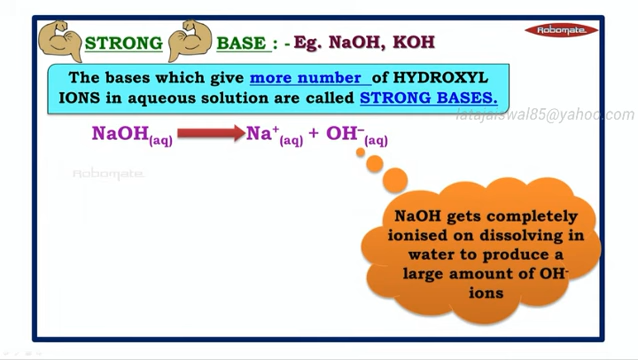 STRONG BASE : - Eg. NaOH, KOH
Robomate
The bases which give more number of HYDROXYL
IONS in aqueous solution are called STRONG BASES.
latajaiswal85@yahoo.com
NaOH(aq) Na⁺(aq) + OH⁻(aq)
Robomate
NaOH gets completely
ionised on dissolving in
water to produce a
large amount of OH⁻
ions